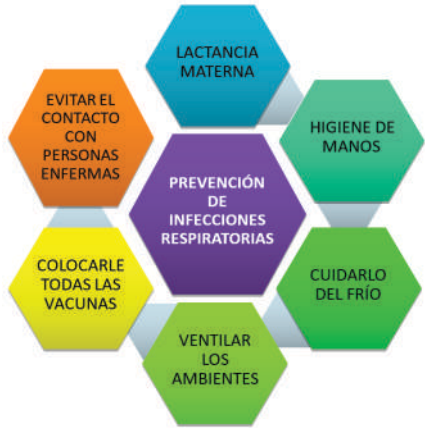 LACTANCIA
MATERNA
HIGIENE DE
MANOS
CUIDARLO
DEL FRÍO
VENTILAR
LOS
AMBIENTES
COLOCARLE
TODAS LAS
VACUNAS
EVITAR EL
CONTACTO
CON
PERSONAS
ENFERMAS
PREVENCIÓN
DE
INFECCIONES
RESPIRATORIAS